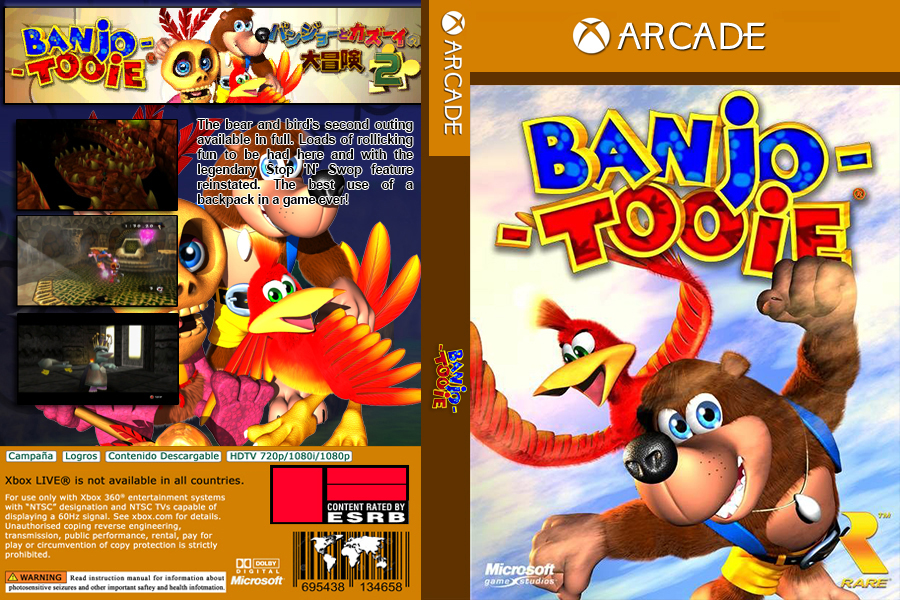 BANJO-
-TOOIE®
バンジョーとカズーイの
大冒険 2
The bear and bird's second outing
available in full. Loads of rollicking
fun to be had here and with the
legendary Stop 'N' Swop feature
reinstated. The best use of a
backpack in a game ever!
Campaña Logros Contenido Descargable HDTV 720p/1080i/1080p
Xbox LIVE® is not available in all countries.
For use only with Xbox 360® entertainment systems
with "NTSC" designation and NTSC TVs capable of
displaying a 60Hz signal. See xbox.com for details.
Unauthorised coping reverse engineering,
transmission, public performance, rental, pay for
play or circumvention of copy protection is strictly
prohibited.
WARNING Read instruction manual for information about
photosensitive seizures and other important saftey and health infotmation.
CONTENT RATED BY
ESRB
DOLBY
DIGITAL
Microsoft
695438 134658
ARCADE
BANJO-
-TOOIE
ARCADE
BANJO-
-TOOIE®
Microsoft
game studios
RARE™